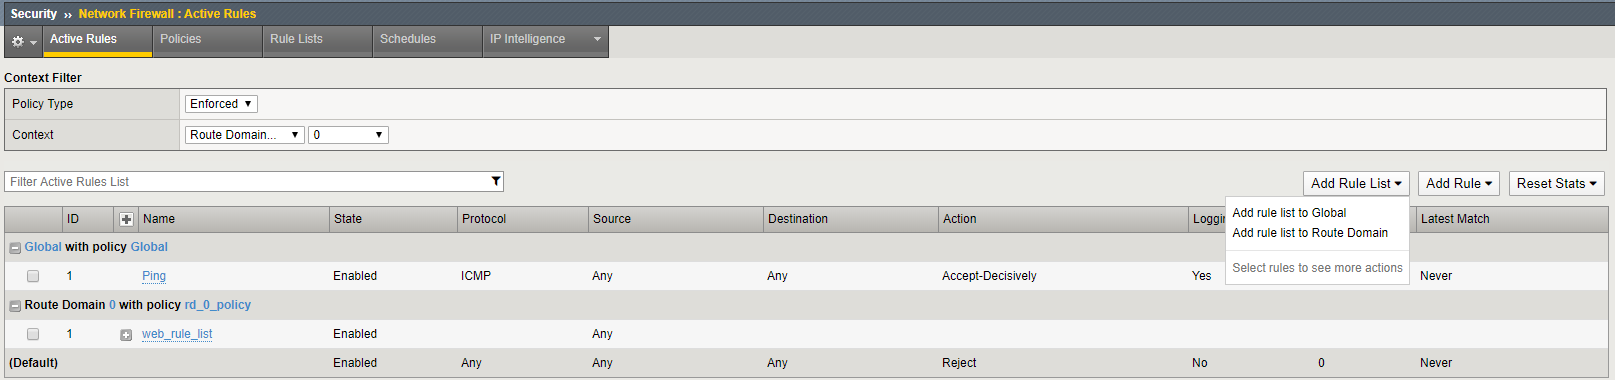 Security ›› Network Firewall : Active Rules
Active Rules Policies Rule Lists Schedules IP Intelligence
Context Filter
Policy Type Enforced
Context Route Domain... 0
Filter Active Rules List Add Rule List Add Rule Reset Stats
Add rule list to Global
Add rule list to Route Domain
Select rules to see more actions
ID Name State Protocol Source Destination Action Loggin Latest Match
Global with policy Global
1 Ping Enabled ICMP Any Any Accept-Decisively Yes Never
Route Domain 0 with policy rd_0_policy
1 web_rule_list Enabled Any
(Default) Enabled Any Any Any Reject No 0 Never